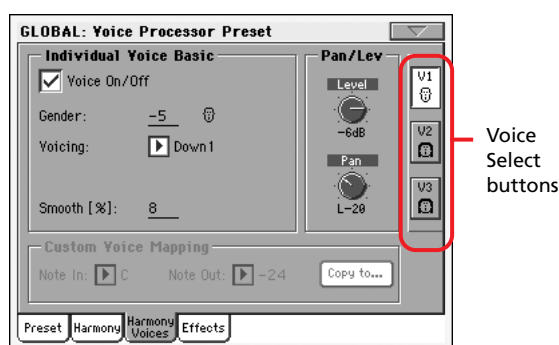 GLOBAL: Voice Processor Preset
Individual Voice Basic
Pan/Lev
Voice On/Off
Gender: -5
Voicing: Down1
Smooth [%]: 8
Level
-6dB
Pan
L-20
V1
V2
V3
Custom Voice Mapping
Note In: C Note Out: -24 Copy to...
Preset Harmony Harmony Voices Effects
Voice
Select
buttons